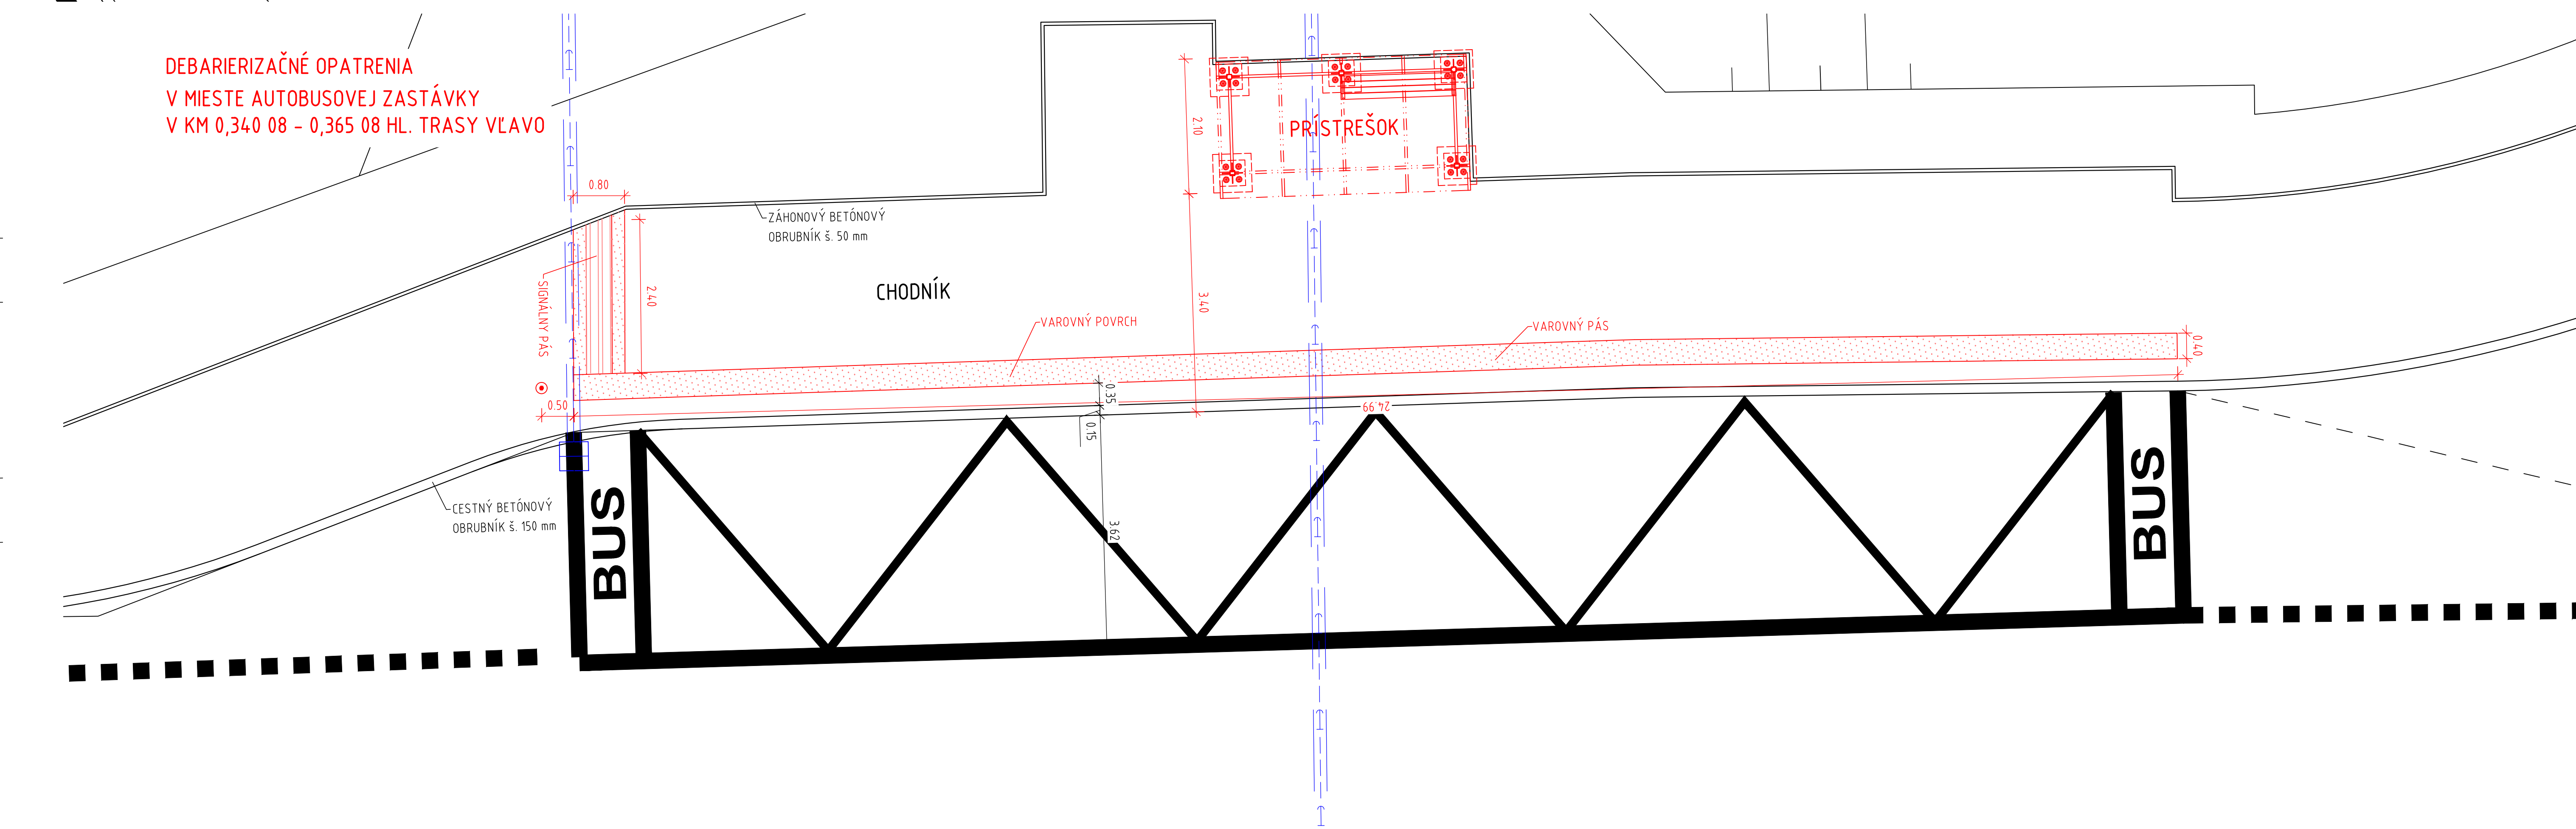 DEBARIERIZAČNÉ OPATRENIA
V MIESTE AUTOBUSOVEJ ZASTÁVKY
V KM 0,340 08 - 0,365 08 HL. TRASY VĽAVO
0.80
ZÁHONOVÝ BETÓNOVÝ
OBRUBNÍK š. 50 mm
2.10
PRÍSTREŠOK
SIGNÁLNY PÁS
2.40
CHODNÍK
3.40
VAROVNÝ POVRCH
VAROVNÝ PÁS
0.40
0.50
0.35
24.99
0.15
CESTNÝ BETÓNOVÝ
OBRUBNÍK š. 150 mm
BUS
3.62
BUS